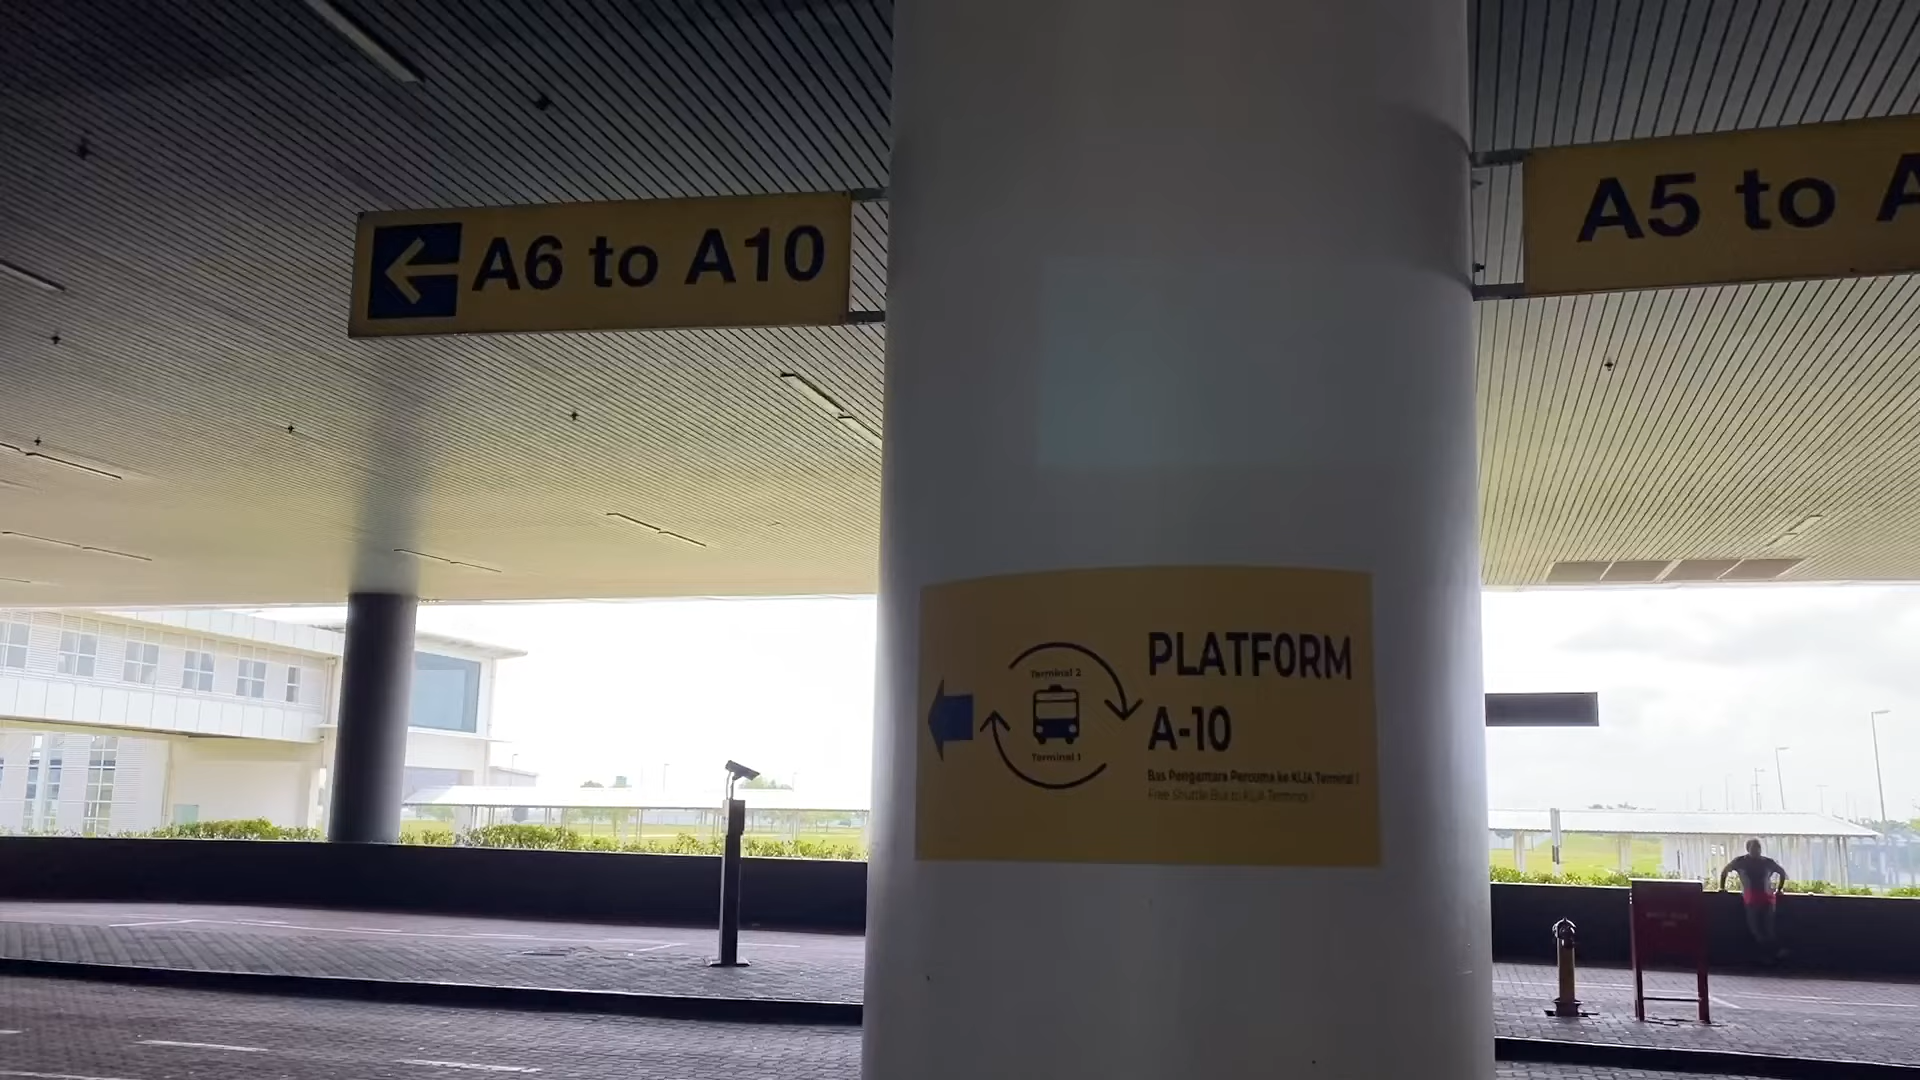 A6 to A10
A5 to
Terminal 2
Terminal 1
PLATFORM
A-10
Bas Pengantara Percuma ke KLIA Terminal 1
Free Shuttle Bus to KLIA Terminal 1